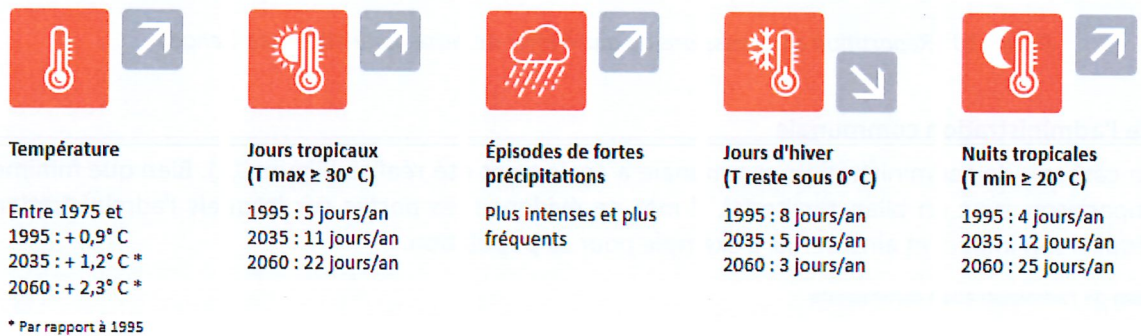 Température
Entre 1975 et
1995 : + 0,9° C
2035 : + 1,2° C *
2060 : + 2,3° C *
* Par rapport à 1995
Jours tropicaux
(T max ≥ 30° C)
1995 : 5 jours/an
2035 : 11 jours/an
2060 : 22 jours/an
Épisodes de fortes
précipitations
Plus intenses et plus
fréquents
Jours d'hiver
(T reste sous 0° C)
1995 : 8 jours/an
2035 : 5 jours/an
2060 : 3 jours/an
Nuits tropicales
(T min ≥ 20° C)
1995 : 4 jours/an
2035 : 12 jours/an
2060 : 25 jours/an